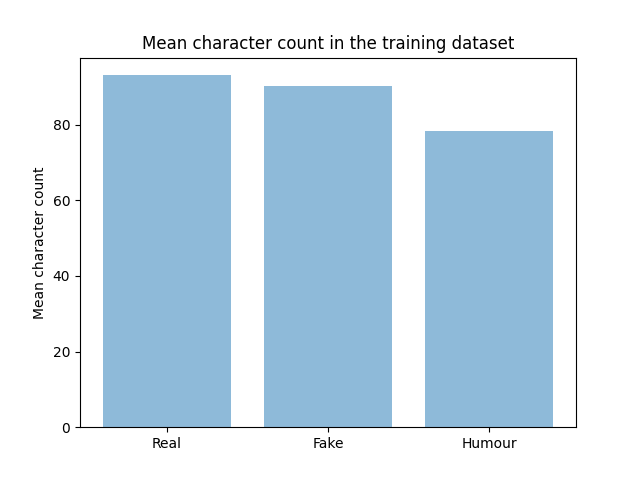 Mean character count in the training dataset
Mean character count
80
60
40
20
0
Real Fake Humour